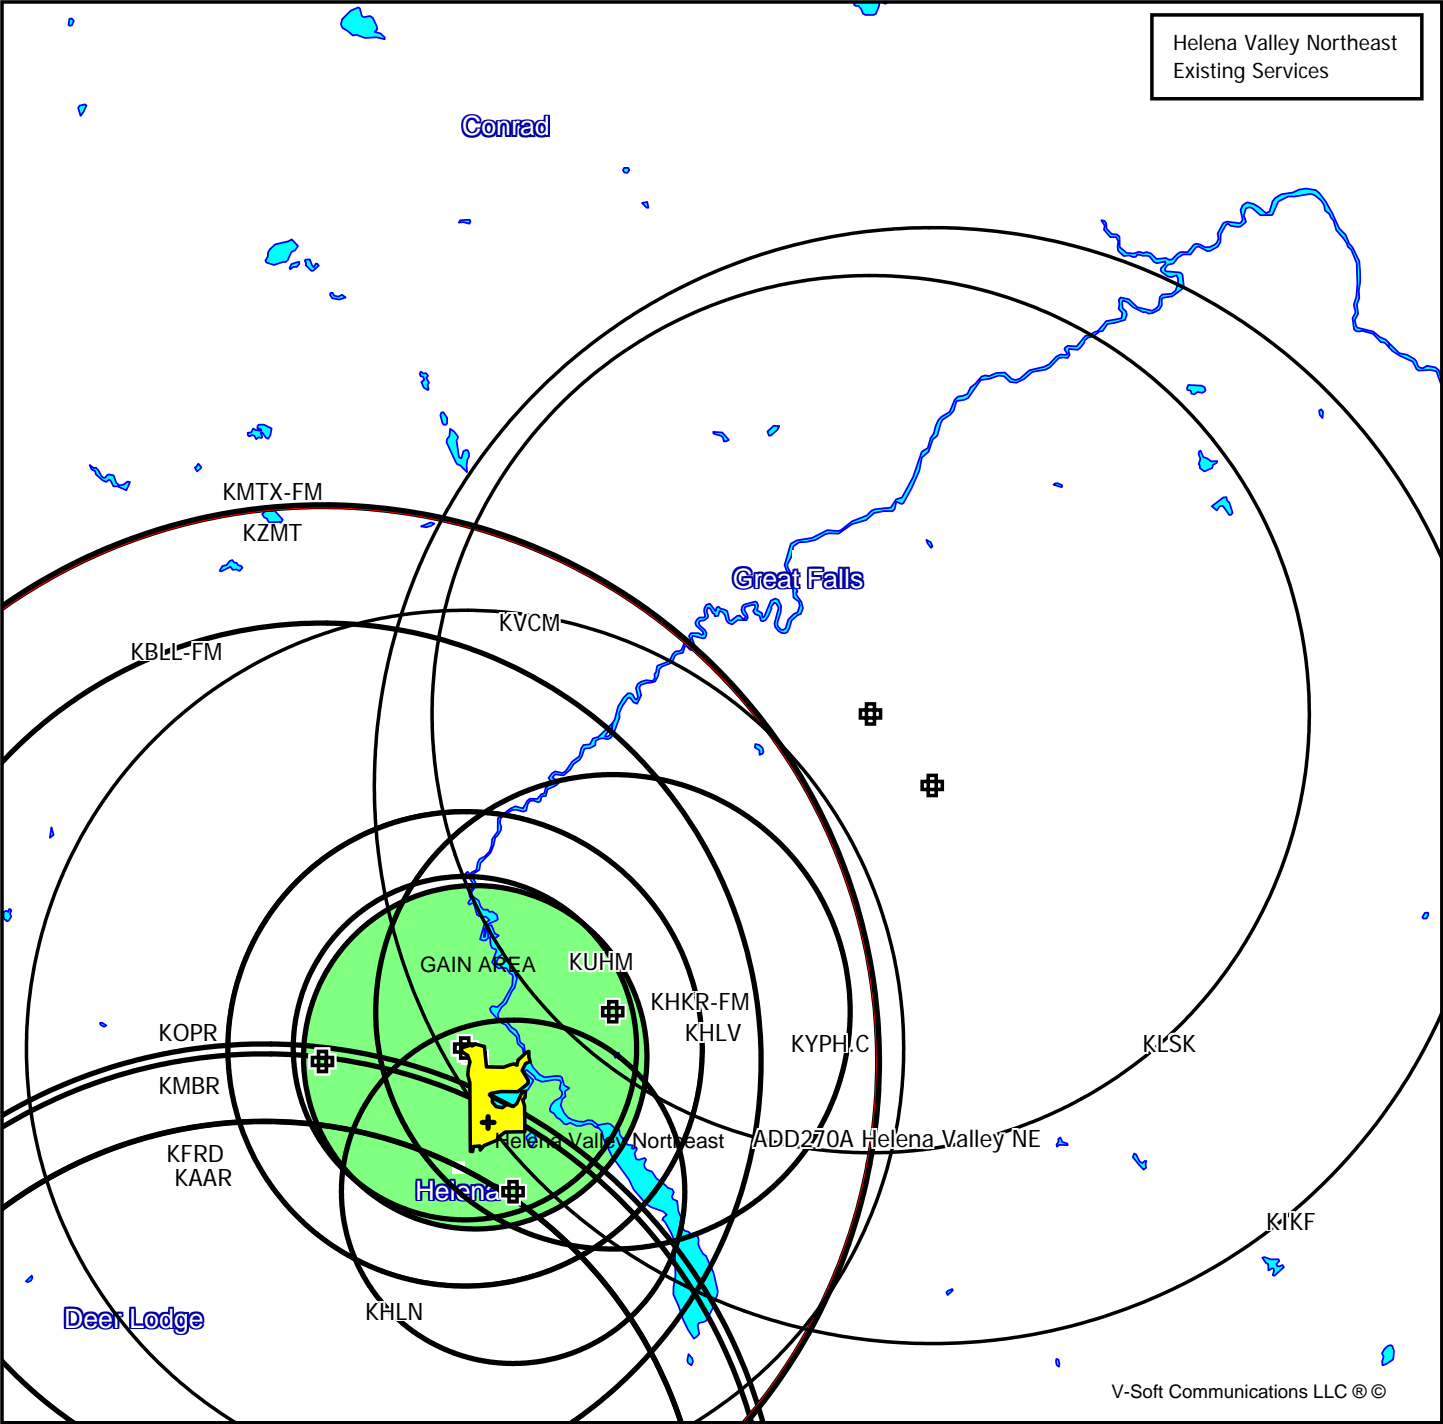 Helena Valley Northeast
Existing Services
Conrad
KMTX-FM
KZMT
Great Falls
KVCM
KBLL-FM
GAIN AREA
KUHM
KHKR-FM
KOPR
KHLV
KYPH.C
KLSK
KMBR
Helena Valley Northeast
ADD270A Helena Valley NE
KFRD
KAAR
Helena
KIKF
KHLN
Deer Lodge
V-Soft Communications LLC ® ©